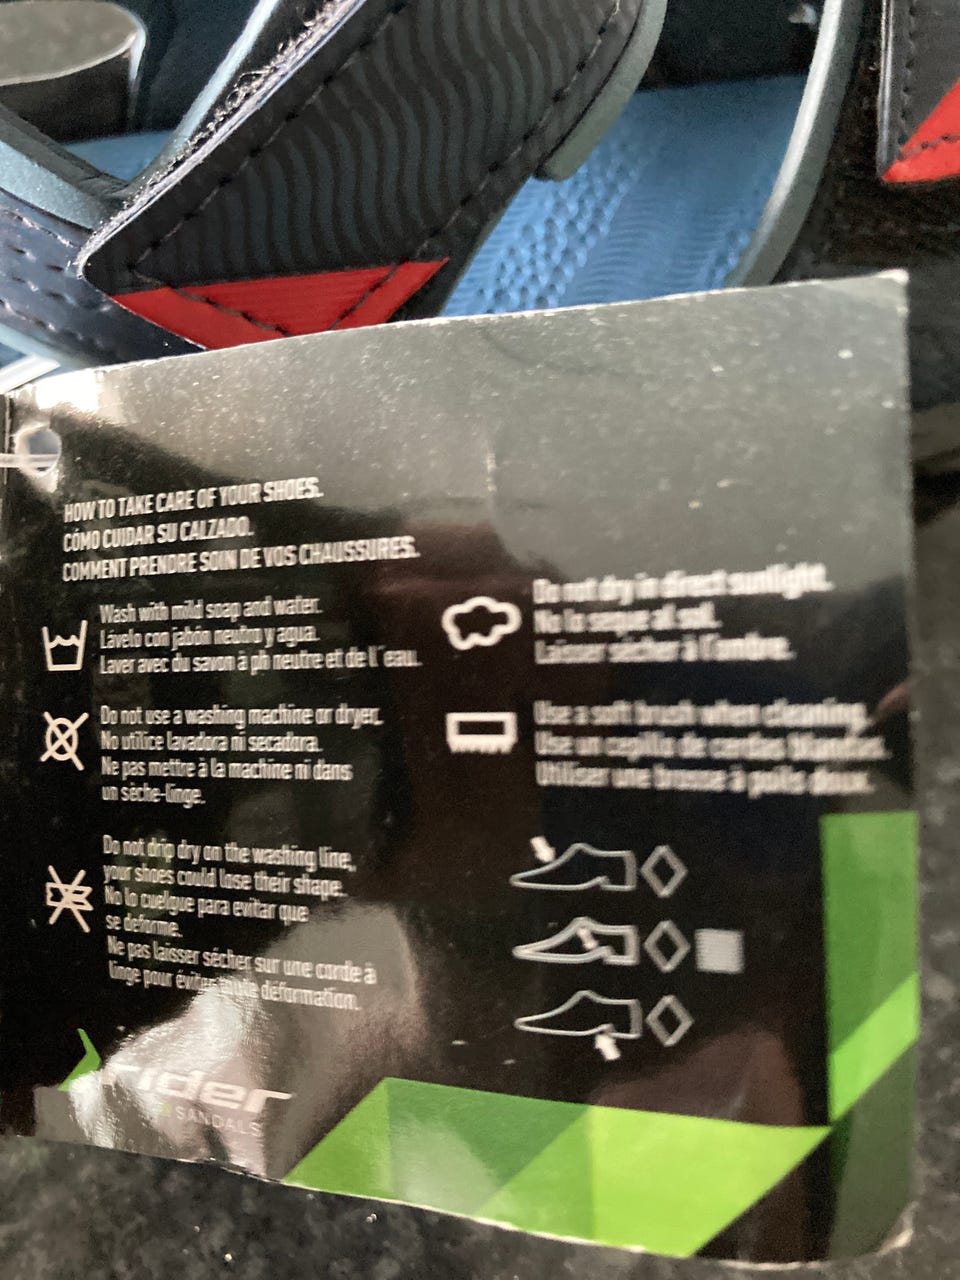 HOW TO TAKE CARE OF YOUR SHOES.
CÓMO CUIDAR SU CALZADO.
COMMENT PRENDRE SOIN DE VOS CHAUSSURES.
Wash with mild soap and water.
Lávelo con jabón neutro y agua.
Laver avec du savon à ph neutre et de l'eau.
Do not use a washing machine or dryer.
No utilice lavadora ni secadora.
Ne pas mettre à la machine ni dans
un sèche-linge.
Do not drip dry on the washing line,
your shoes could lose their shape.
No lo cuelgue para evitar que
se deforme.
Ne pas laisser sécher sur une corde à
linge pour éviter toute déformation.
Do not dry in direct sunlight.
No lo seque al sol.
Laisser sécher à l'ombre.
Use a soft brush when cleaning.
Use un cepillo de cerdas blandas.
Utiliser une brosse à poils doux.
rider
SANDALS